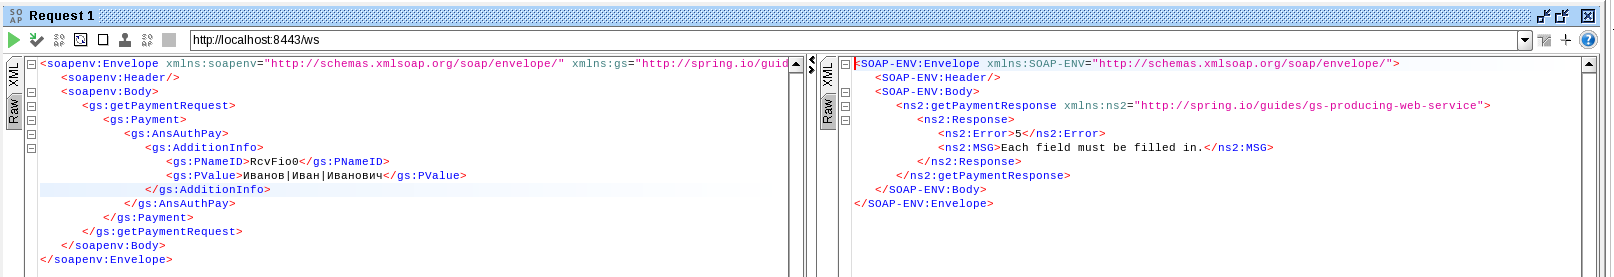 SO
AP
Request 1
SO
AP
SO
AP
http://localhost:8443/ws
XML
Raw
<soapenv:Envelope xmlns:soapenv="http://schemas.xmlsoap.org/soap/envelope/" xmlns:gs="http://spring.io/guid
<soapenv:Header/>
<soapenv:Body>
<gs:getPaymentRequest>
<gs:Payment>
<gs:AnsAuthPay>
<gs:AdditionInfo>
<gs:PNameID>RcvFio0</gs:PNameID>
<gs:PValue>Иванов|Иван|Иванович</gs:PValue>
</gs:AdditionInfo>
</gs:AnsAuthPay>
</gs:Payment>
</gs:getPaymentRequest>
</soapenv:Body>
</soapenv:Envelope>
XML
Raw
<SOAP-ENV:Envelope xmlns:SOAP-ENV="http://schemas.xmlsoap.org/soap/envelope/">
<SOAP-ENV:Header/>
<SOAP-ENV:Body>
<ns2:getPaymentResponse xmlns:ns2="http://spring.io/guides/gs-producing-web-service">
<ns2:Response>
<ns2:Error>5</ns2:Error>
<ns2:MSG>Each field must be filled in.</ns2:MSG>
</ns2:Response>
</ns2:getPaymentResponse>
</SOAP-ENV:Body>
</SOAP-ENV:Envelope>